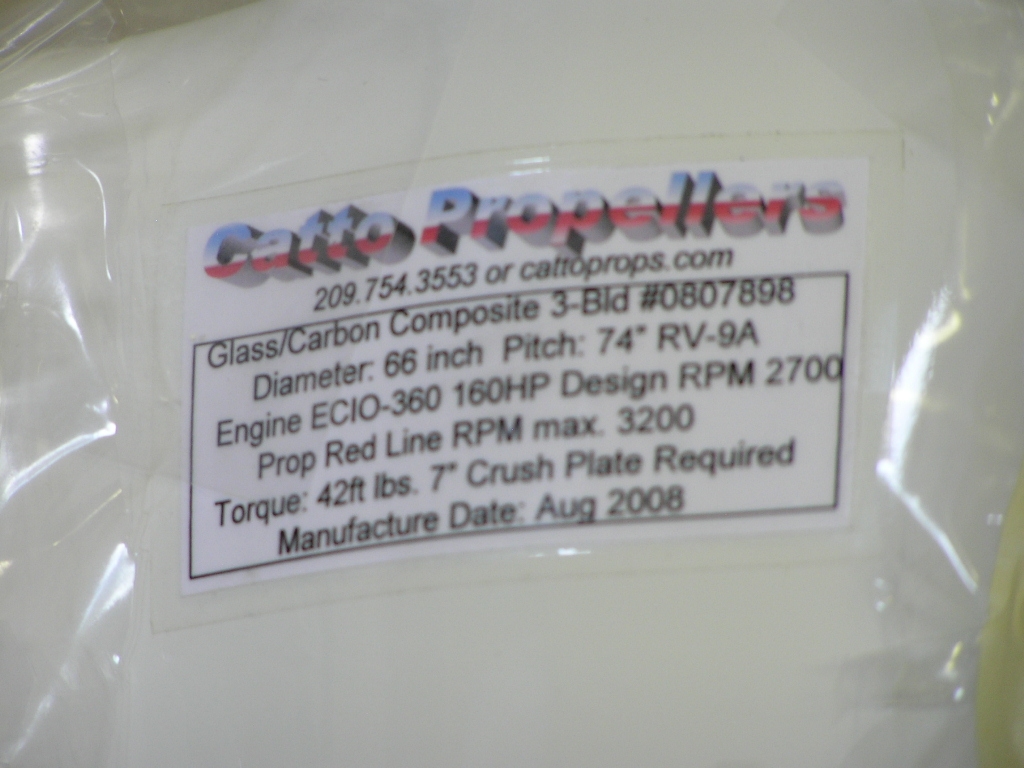 Catto Propellers
209.754.3553 or cattoprops.com
Glass/Carbon Composite 3-Bld #0807898
Diameter: 66 inch Pitch: 74" RV-9A
Engine ECIO-360 160HP Design RPM 2700
Prop Red Line RPM max. 3200
Torque: 42ft lbs. 7" Crush Plate Required
Manufacture Date: Aug 2008